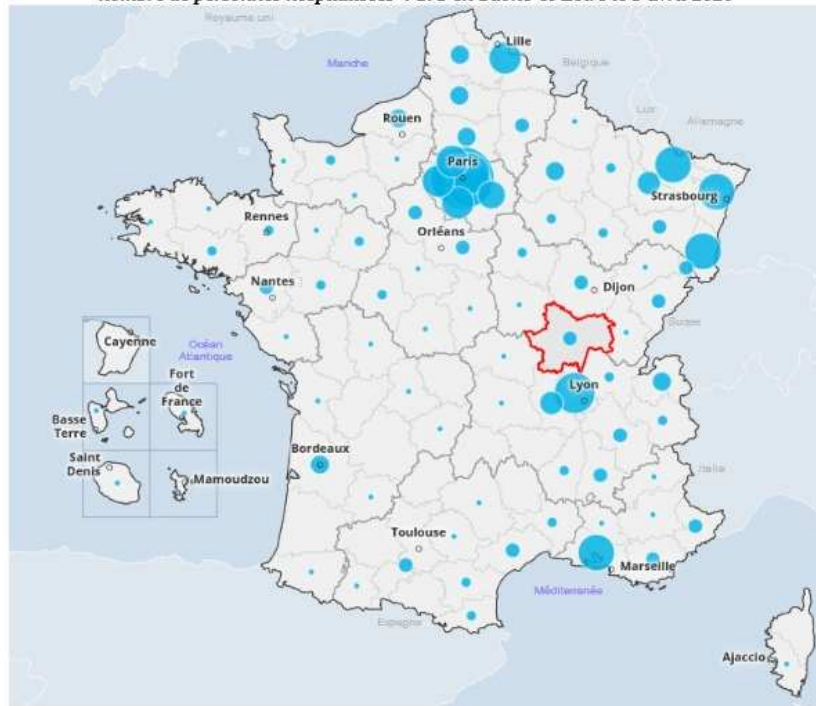 Royaume uni
Lille
Manche
Belgique
Lux
Allemagne
Rouen
Paris
Strasbourg
Rennes
Orléans
Nantes
Dijon
Suisse
Cayenne
Océan
Atlantique
Fort
de
France
Lyon
Basse
Terre
Bordeaux
Saint
Denis
Mamoudzou
Italie
Toulouse
Marseille
Méditerranée
Espagne
Ajaccio